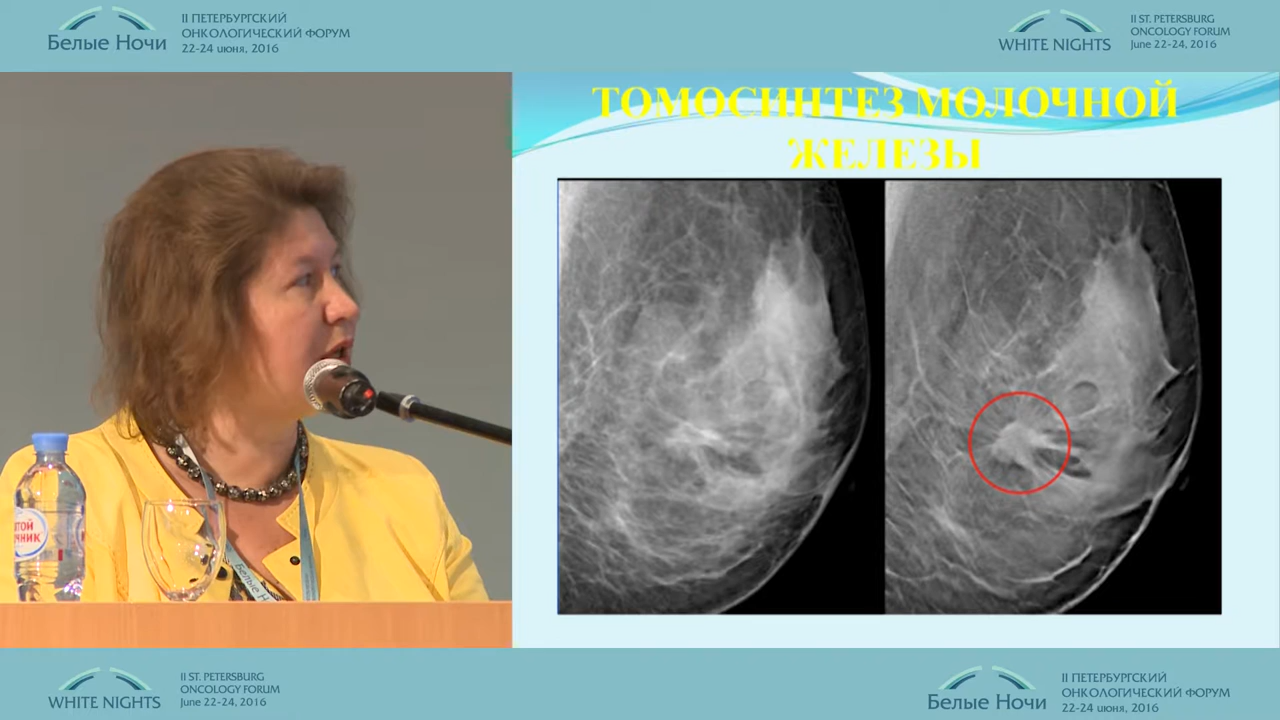 Белые Ночи
II ПЕТЕРБУРГСКИЙ
ОНКОЛОГИЧЕСКИЙ ФОРУМ
22-24 июня, 2016
WHITE NIGHTS
II ST. PETERSBURG
ONCOLOGY FORUM
June 22-24, 2016
ТОМОСИНТЕЗ МОЛОЧНОЙ
ЖЕЛЕЗЫ
Белые Н
WHITE NIGHTS
II ST. PETERSBURG
ONCOLOGY FORUM
June 22-24, 2016
Белые Ночи
II ПЕТЕРБУРГСКИЙ
ОНКОЛОГИЧЕСКИЙ ФОРУМ
22-24 июня, 2016